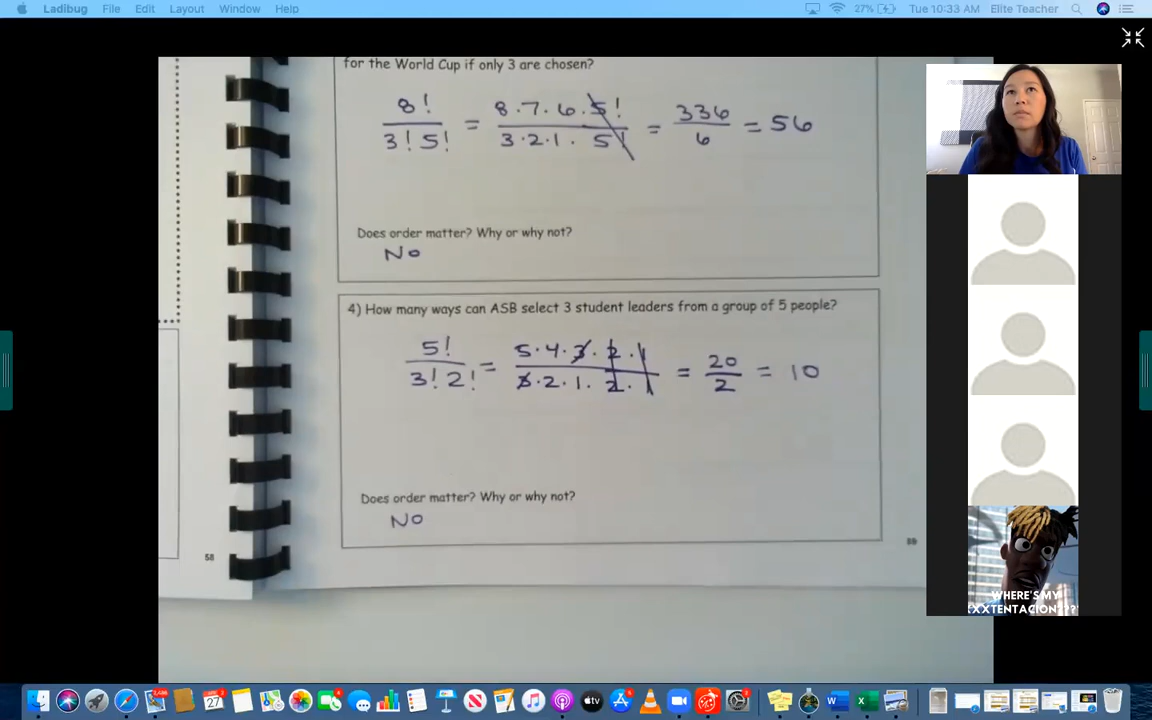 Ladibug File Edit Layout Window Help 27% Tue 10:33 AM Elite Teacher
for the World Cup if only 3 are chosen?
8! / 3! 5! = 8·7·6·5! / 3·2·1·5! = 336 / 6 = 56
Does order matter? Why or why not?
No
4) How many ways can ASB select 3 student leaders from a group of 5 people?
5! / 3! 2! = 5·4·3·2·1 / 3·2·1·2·1 = 20 / 2 = 10
Does order matter? Why or why not?
No
58
59
WHERE'S MY
XXXTENTACION???
27
tv
W
X